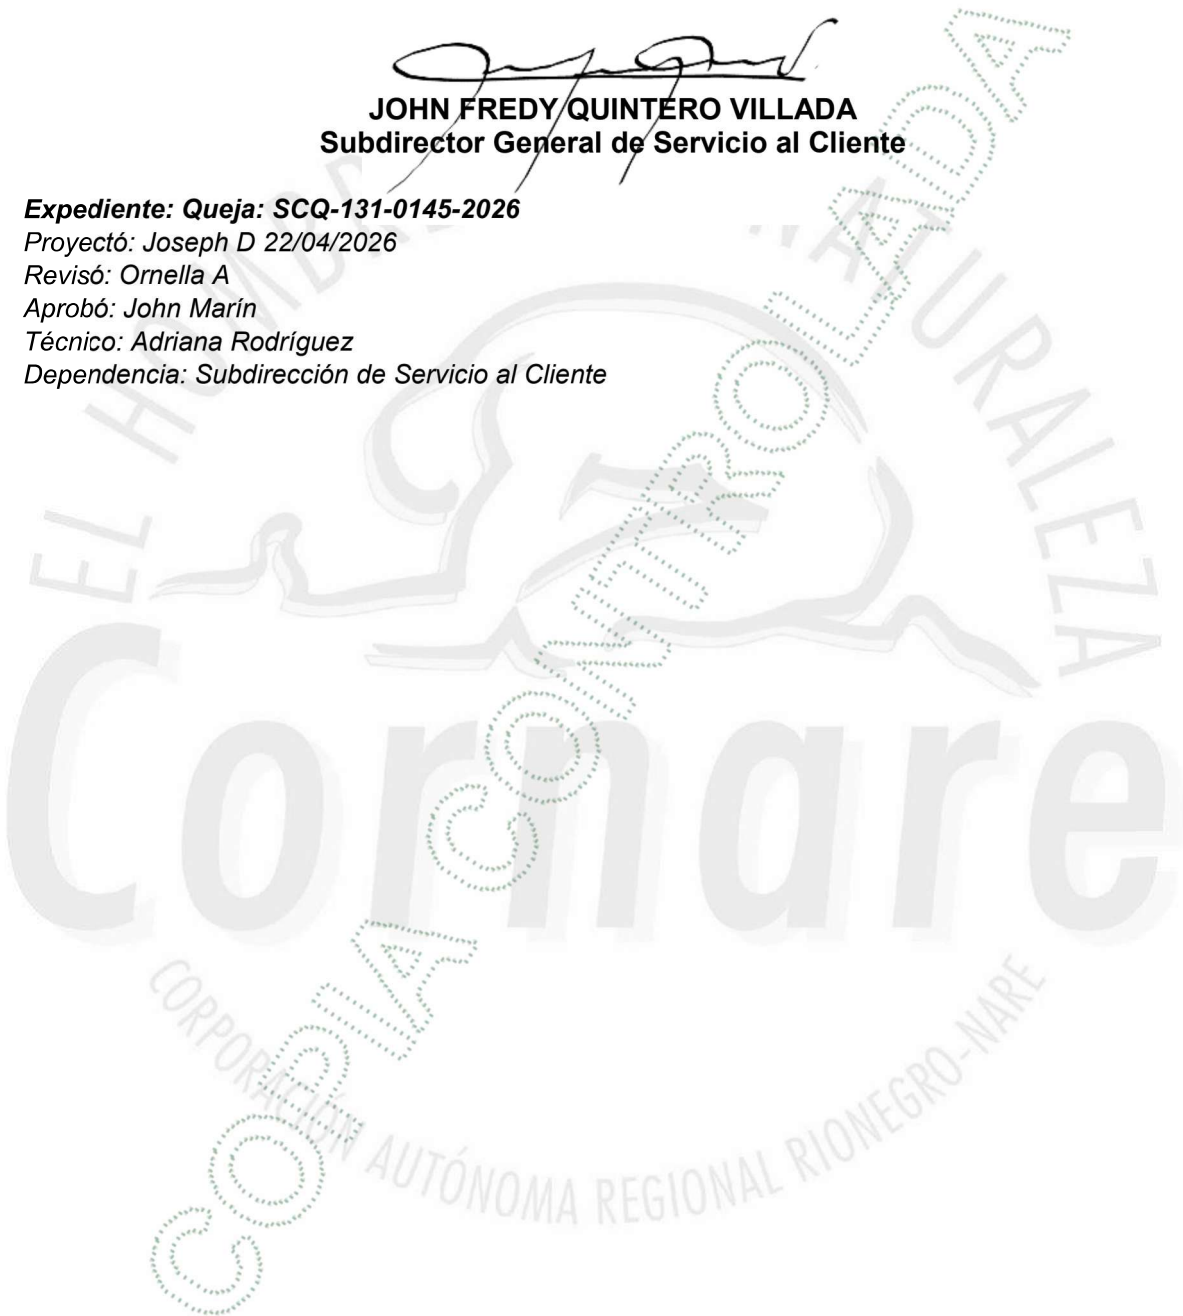 JOHN FREDY QUINTERO VILLADA
Subdirector General de Servicio al Cliente
Expediente: Queja: SCQ-131-0145-2026
Proyectó: Joseph D 22/04/2026
Revisó: Ornella A
Aprobó: John Marín
Técnico: Adriana Rodríguez
Dependencia: Subdirección de Servicio al Cliente
EL HOMBRE NATURALEZA
Cornare
CORPORACIÓN AUTÓNOMA REGIONAL RIONEGRO-NARE
COPIA CONTROLADA